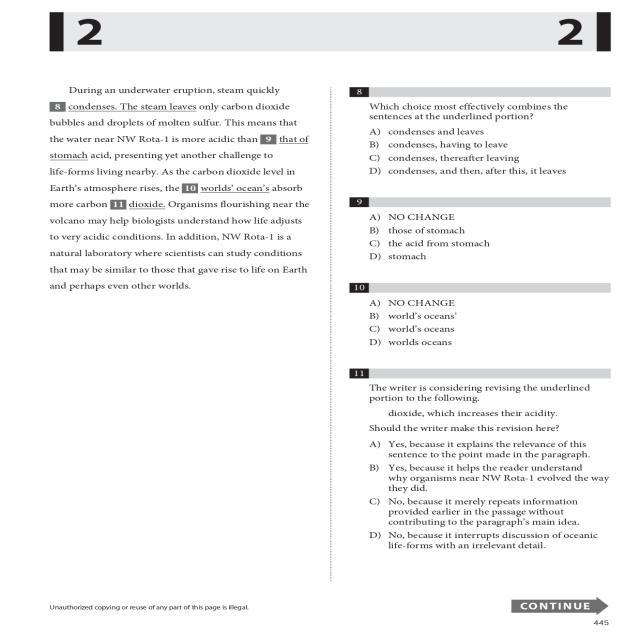 2
2
During an underwater eruption, steam quickly
8 condenses. The steam leaves only carbon dioxide
bubbles and droplets of molten sulfur. This means that
the water near NW Rota-1 is more acidic than 9 that of
stomach acid, presenting yet another challenge to
life-forms living nearby. As the carbon dioxide level in
Earth's atmosphere rises, the 10 worlds' ocean's absorb
more carbon 11 dioxide. Organisms flourishing near the
volcano may help biologists understand how life adjusts
to very acidic conditions. In addition, NW Rota-1 is a
natural laboratory where scientists can study conditions
that may be similar to those that gave rise to life on Earth
and perhaps even other worlds.
8
Which choice most effectively combines the
sentences at the underlined portion?
A) condenses and leaves
B) condenses, having to leave
C) condenses, thereafter leaving
D) condenses, and then, after this, it leaves
9
A) NO CHANGE
B) those of stomach
C) the acid from stomach
D) stomach
10
A) NO CHANGE
B) world's oceans'
C) world's oceans
D) worlds oceans
11
The writer is considering revising the underlined
portion to the following.
dioxide, which increases their acidity.
Should the writer make this revision here?
A) Yes, because it explains the relevance of this
sentence to the point made in the paragraph.
B) Yes, because it helps the reader understand
why organisms near NW Rota-1 evolved the way
they did.
C) No, because it merely repeats information
provided earlier in the passage without
contributing to the paragraph's main idea.
D) No, because it interrupts discussion of oceanic
life-forms with an irrelevant detail.
Unauthorized copying or reuse of any part of this page is illegal.
CONTINUE
445